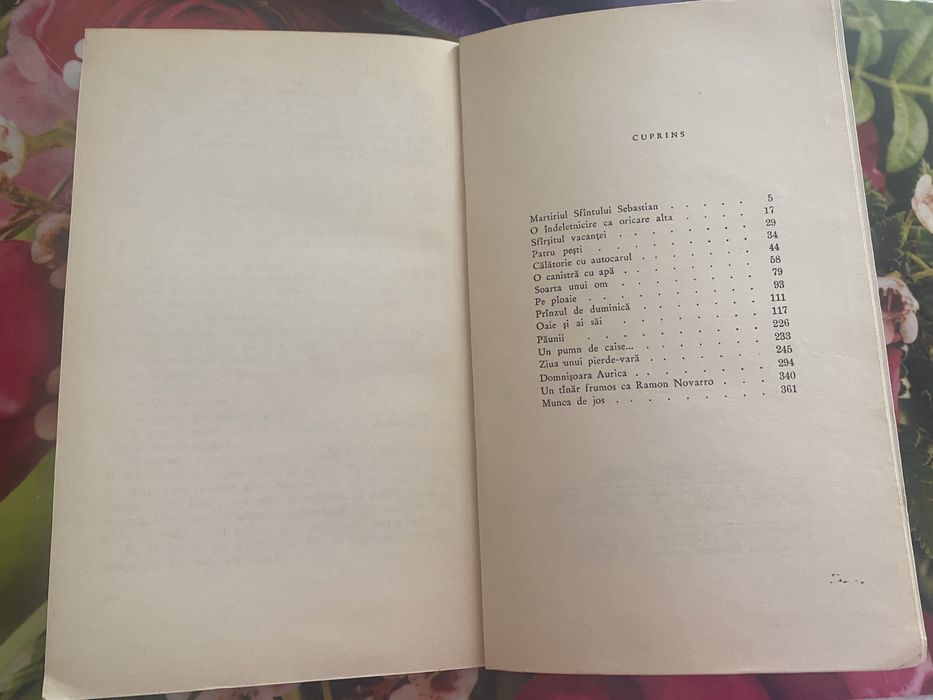 CUPRINS
Martiriul Sfîntului Sebastian . . . . . 5
O îndeletnicire ca oricare alta . . . . 17
Sfîrşitul vacanţei . . . . . . . 29
Patru peşti . . . . . . . . 34
Călătorie cu autocarul . . . . . . 44
O canistră cu apă . . . . . . . 58
Soarta unui om . . . . . . . 79
Pe ploaie . . . . . . . . . 93
Prînzul de duminică . . . . . . 111
Oaie şi ai săi . . . . . . . 117
Păunii . . . . . . . . . 226
Un pumn de caise... . . . . . . 233
Ziua unui pierde-vară . . . . . . 245
Domnişoara Aurica . . . . . . . 294
Un tînăr frumos ca Ramon Novarro . . . 340
Munca de jos . . . . . . . . 361